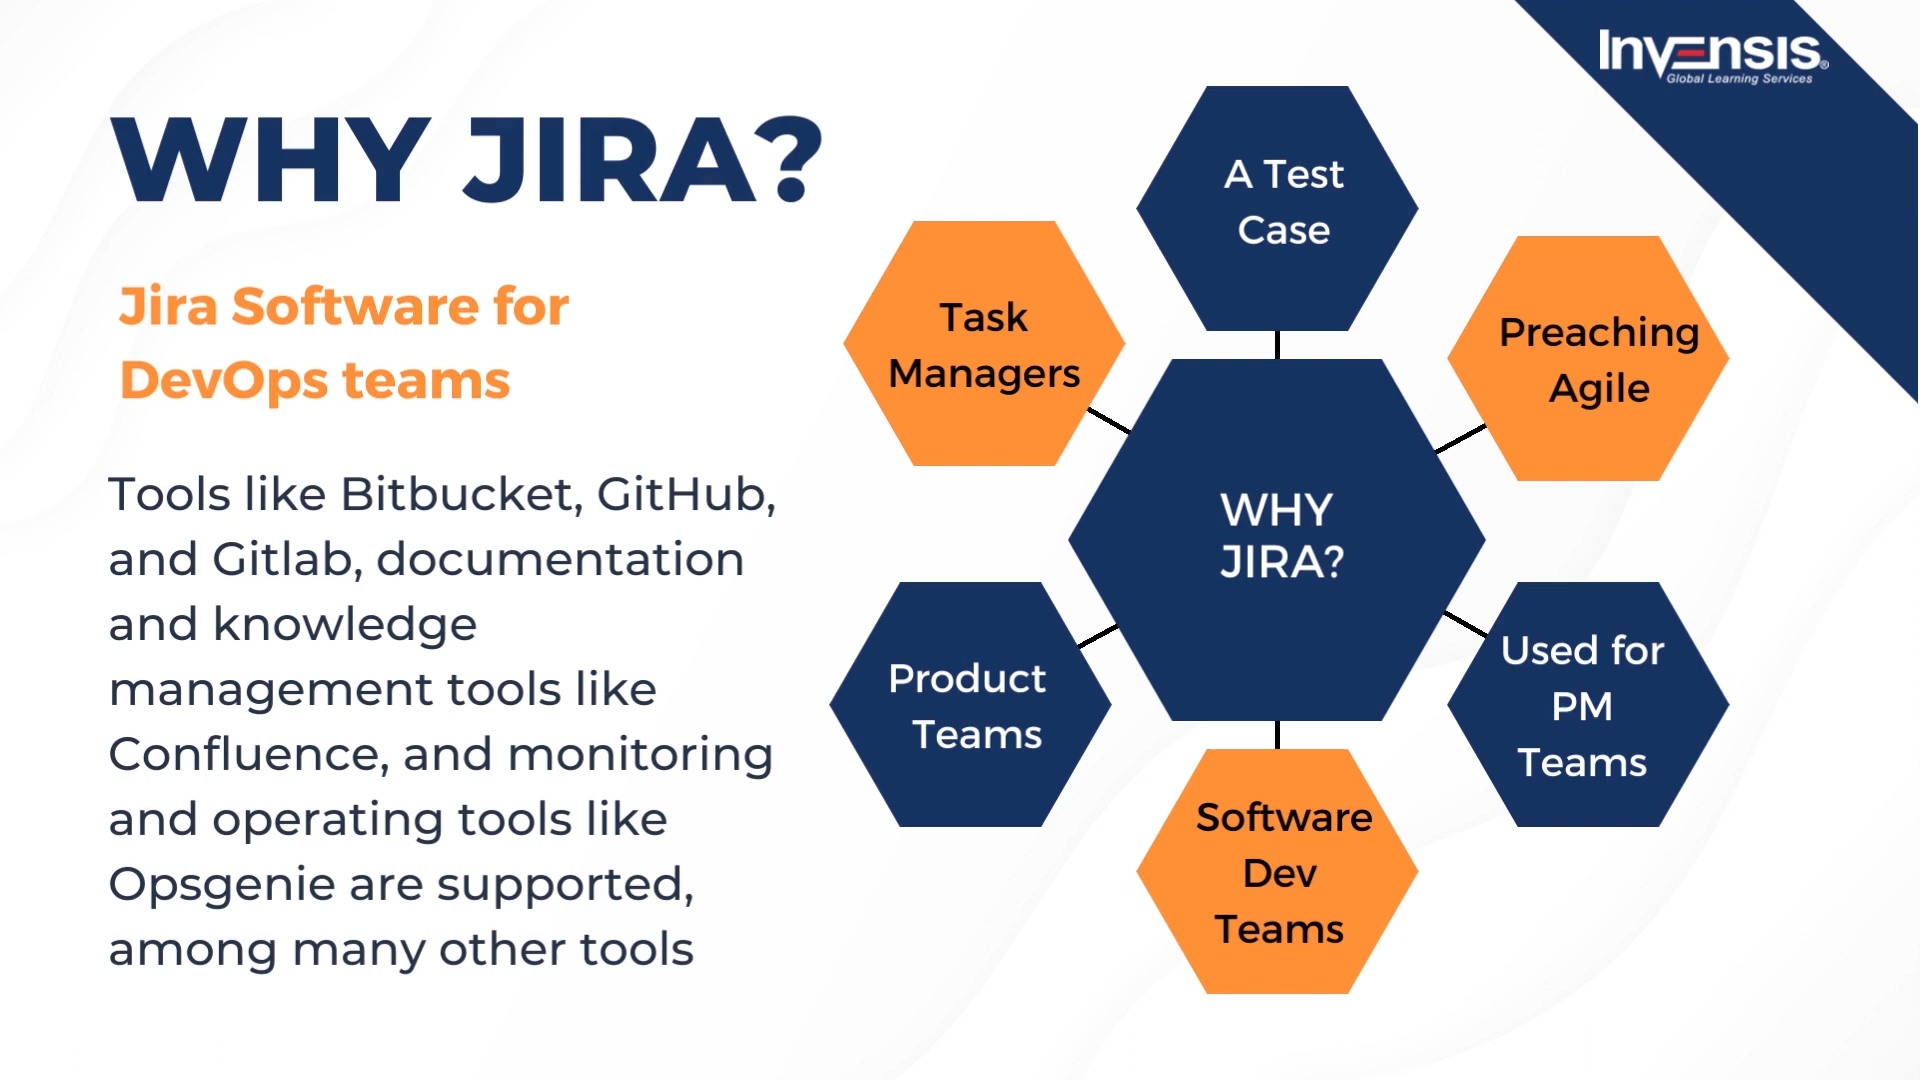 Invensis®
Global Learning Services
WHY JIRA?
Jira Software for
DevOps teams
Tools like Bitbucket, GitHub,
and Gitlab, documentation
and knowledge
management tools like
Confluence, and monitoring
and operating tools like
Opsgenie are supported,
among many other tools
A Test
Case
Task
Managers
Preaching
Agile
WHY
JIRA?
Product
Teams
Used for
PM
Teams
Software
Dev
Teams